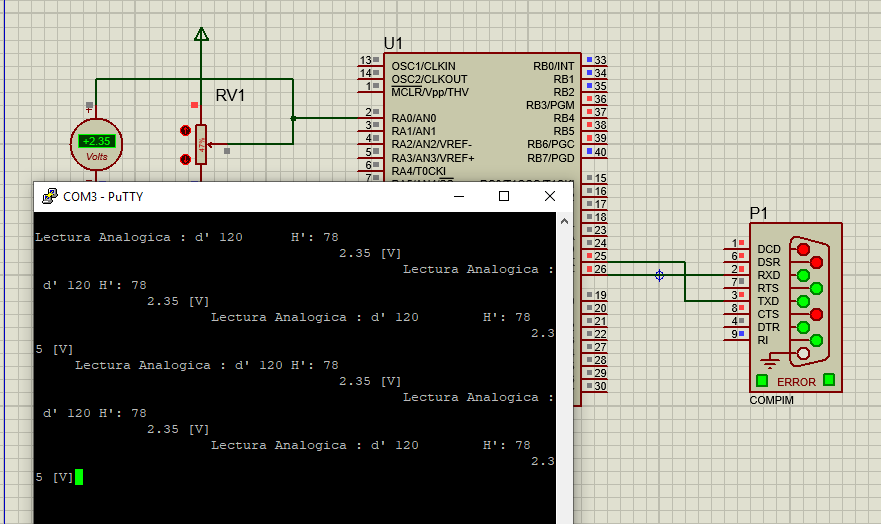 U1
13 OSC1/CLKIN RB0/INT 33
14 OSC2/CLKOUT RB1 34
1 MCLR/Vpp/THV RB2 35
RB3/PGM 36
2 RA0/AN0 RB4 37
3 RA1/AN1 RB5 38
4 RA2/AN2/VREF- RB6/PGC 39
5 RA3/AN3/VREF+ RB7/PGD 40
6 RA4/T0CKI
7
15
16
17
18
23
24
25
26
19
20
21
22
27
28
29
30
RV1
47%
+2.35
Volts
COM3 - PuTTY
Lectura Analogica : d' 120 H': 78
2.35 [V]
Lectura Analogica :
d' 120 H': 78
2.35 [V]
Lectura Analogica : d' 120 H': 78
2.3
5 [V]
Lectura Analogica : d' 120 H': 78
2.35 [V]
Lectura Analogica :
d' 120 H': 78
2.35 [V]
Lectura Analogica : d' 120 H': 78
2.3
5 [V]
P1
1 DCD
6 DSR
2 RXD
7 RTS
3 TXD
8 CTS
4 DTR
9 RI
ERROR
COMPIM